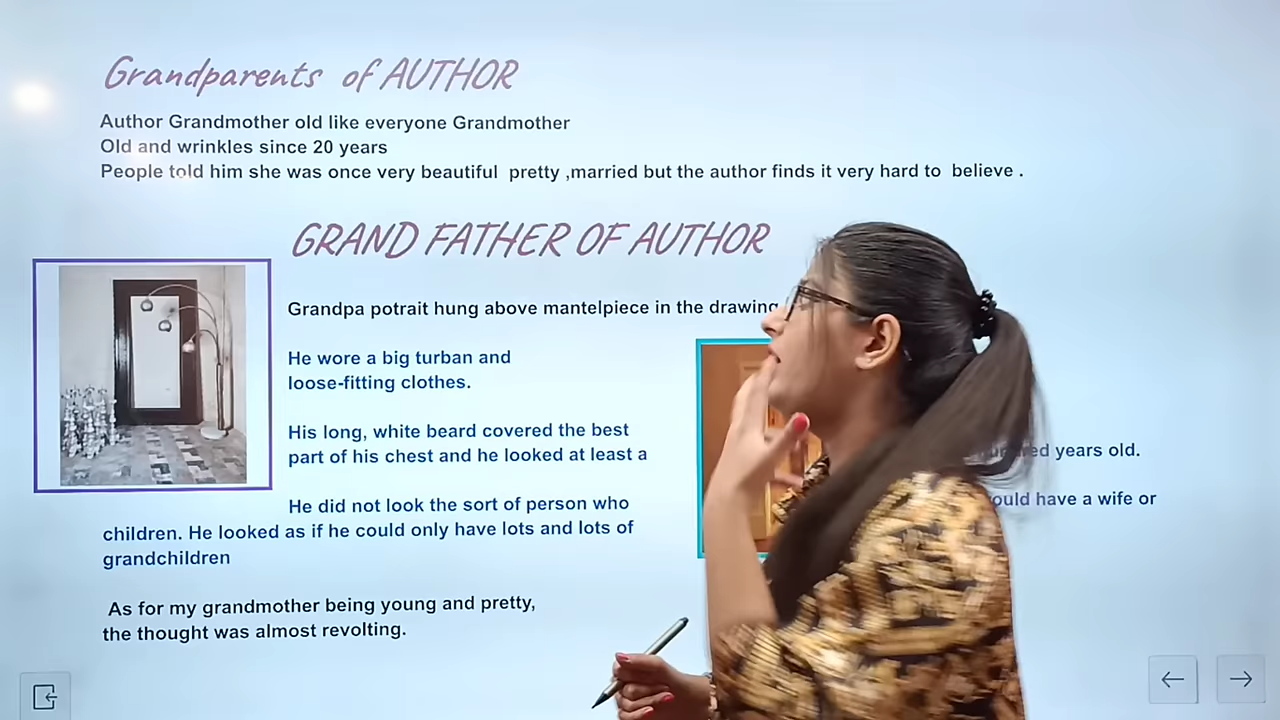 Grandparents of AUTHOR
Author Grandmother old like everyone Grandmother
Old and wrinkles since 20 years
People told him she was once very beautiful pretty ,married but the author finds it very hard to believe .
GRAND FATHER OF AUTHOR
Grandpa potrait hung above mantelpiece in the drawing
He wore a big turban and
loose-fitting clothes.
His long, white beard covered the best
part of his chest and he looked at least a
years old.
He did not look the sort of person who
have a wife or
children. He looked as if he could only have lots and lots of
grandchildren
As for my grandmother being young and pretty,
the thought was almost revolting.